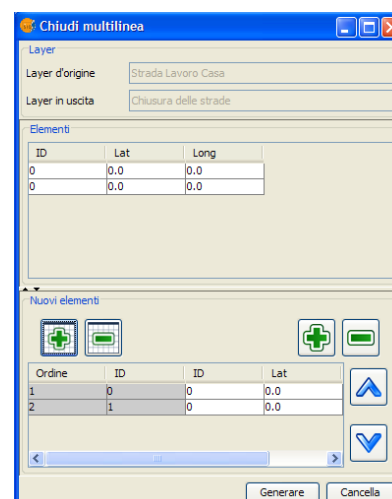 Chiudi multilinea
Layer
Layer d'origine Strada Lavoro Casa
Layer in uscita Chiusura delle strade
Elementi
ID Lat Long
0 0.0 0.0
0 0.0 0.0
Nuovi elementi
Ordine ID ID Lat
1 0 0 0.0
2 1 0 0.0
Generare Cancella